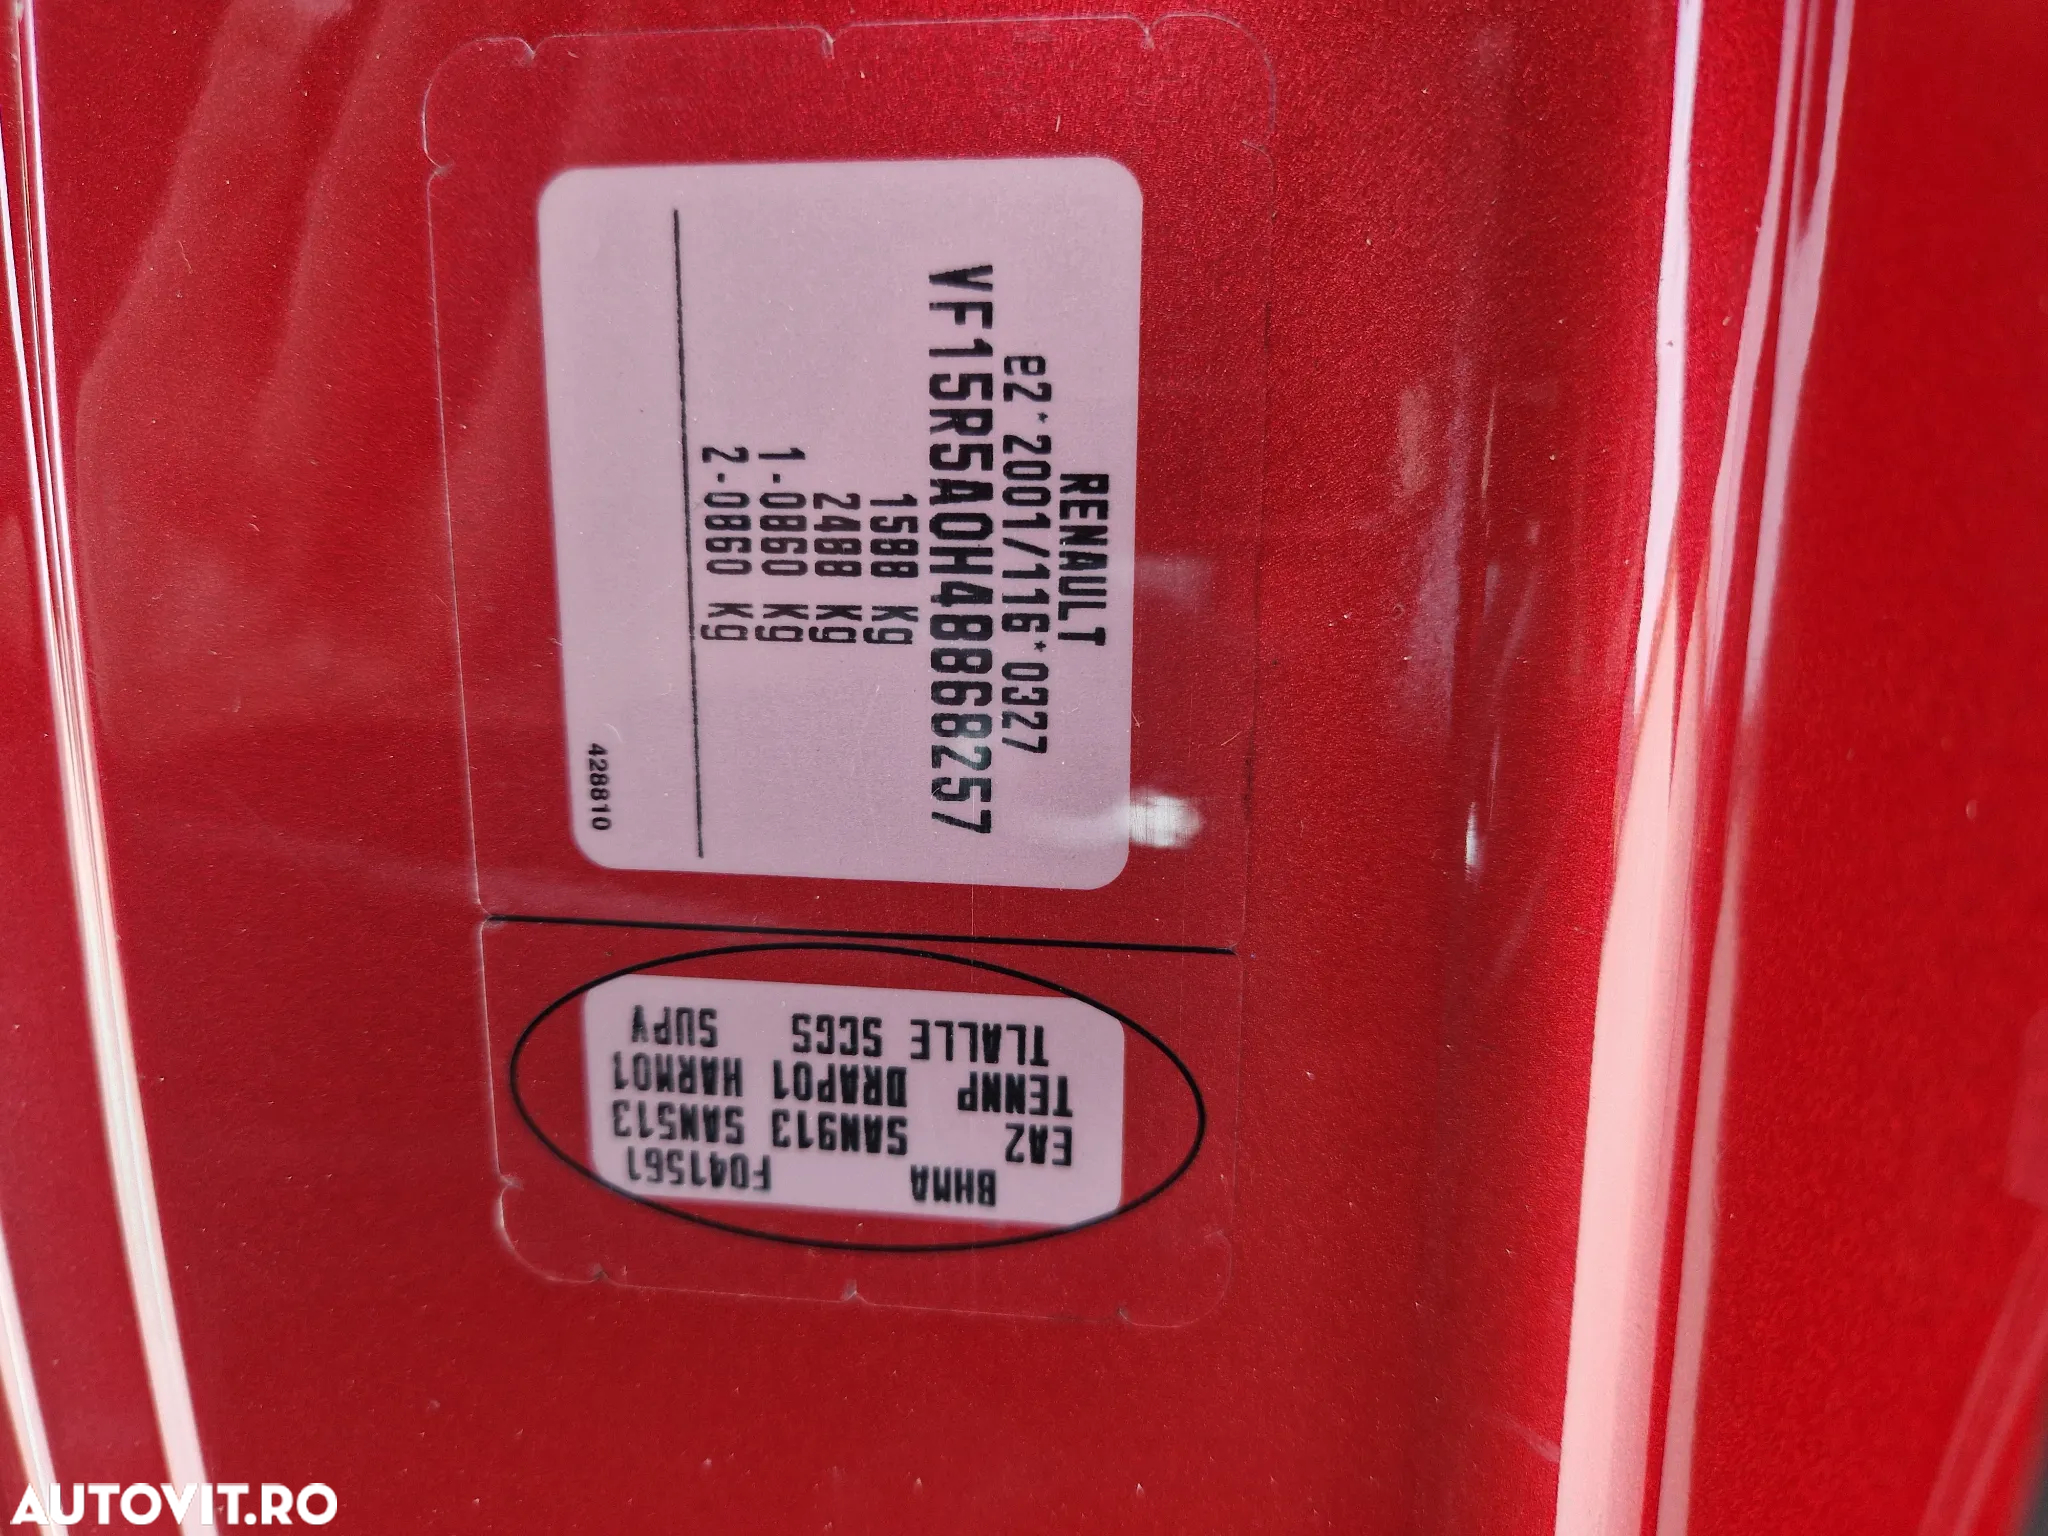 RENAULT
e2*2001/116*0327
VF15R5A0H48868257
1588 Kg
2488 Kg
1-0860 Kg
2-0860 Kg
428810
BHMA F041561
EA2 SAN913 SAN513
TENNP DRAP01 HARM01
TLALLE SCGS SUPV
AUTOVIT.RO